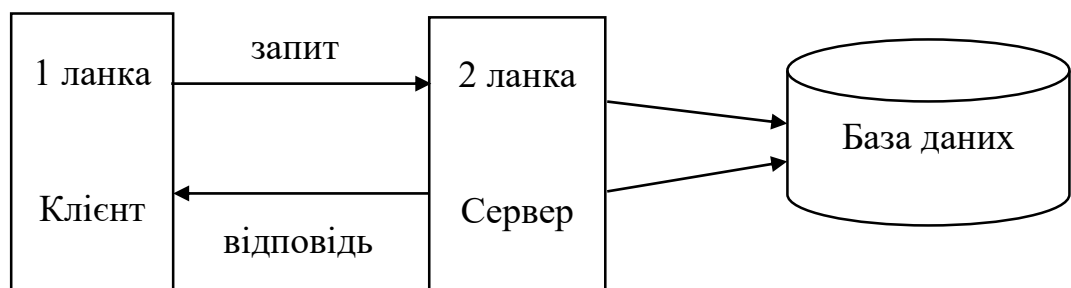 1 ланка
Клієнт
запит
відповідь
2 ланка
Сервер
База даних